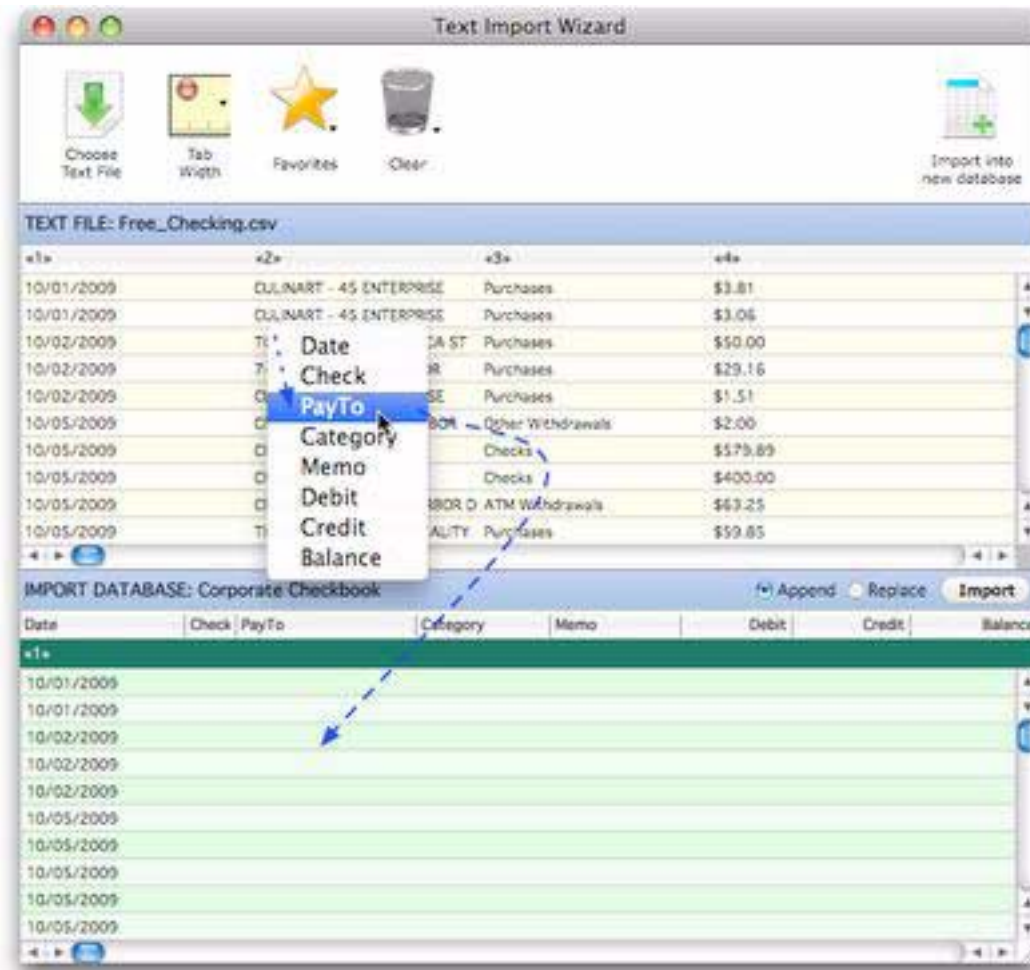 Text Import Wizard
Choose Text File
Tab Width
Favorites
Clear
Import into new database
TEXT FILE: Free_Checking.csv
«1» «2» «3» «4»
10/01/2009 CULINART - 45 ENTERPRISE Purchases $3.81
10/01/2009 CULINART - 45 ENTERPRISE Purchases $3.06
10/02/2009 CA ST Purchases $50.00
10/02/2009 Purchases $29.16
10/02/2009 Purchases $1.51
10/05/2009 Other Withdrawals $2.00
10/05/2009 Checks $579.89
10/05/2009 Checks $400.00
10/05/2009 ATM Withdrawals $63.25
10/05/2009 Purchases $59.85
Date
Check
PayTo
Category
Memo
Debit
Credit
Balance
IMPORT DATABASE: Corporate Checkbook Append Replace Import
Date Check PayTo Category Memo Debit Credit Balance
«1»
10/01/2009
10/01/2009
10/02/2009
10/02/2009
10/02/2009
10/05/2009
10/05/2009
10/05/2009
10/05/2009
10/05/2009